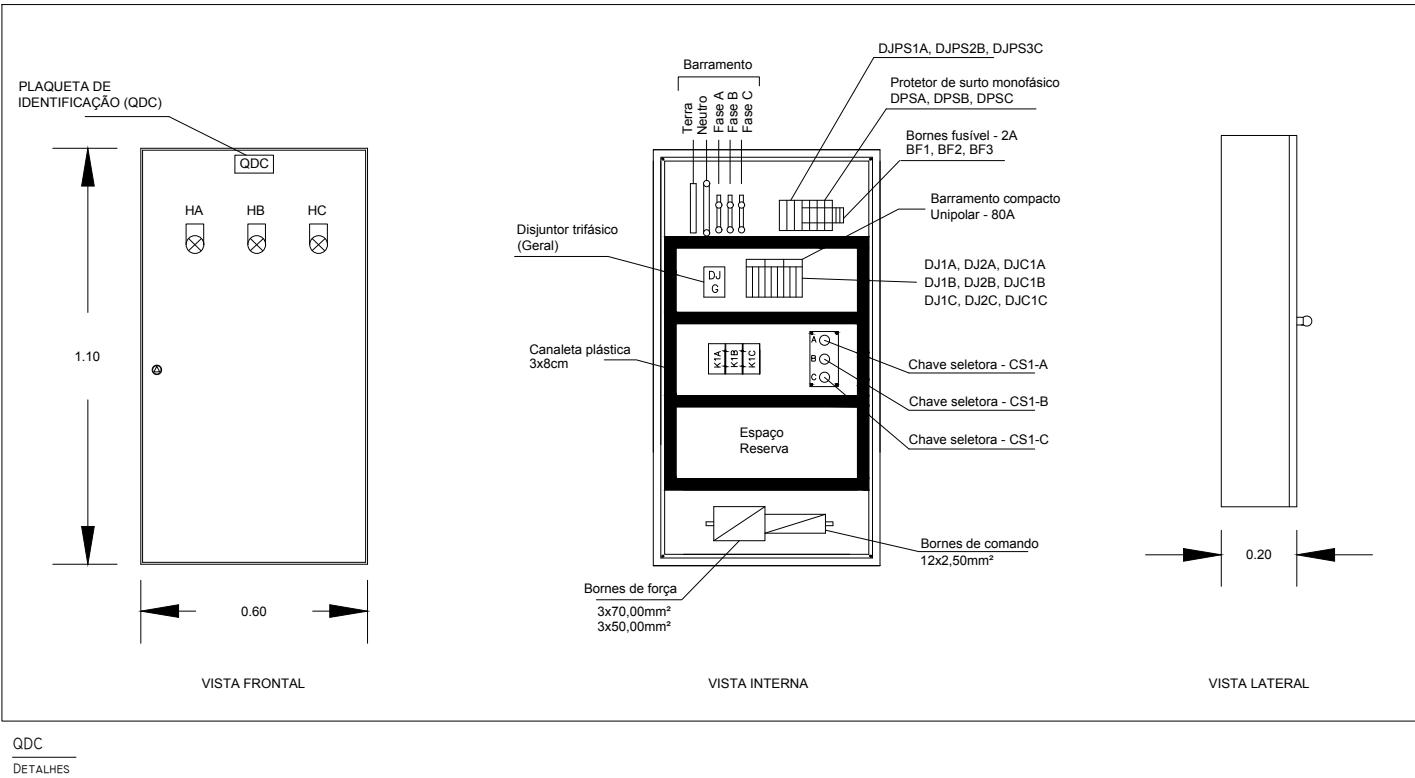 PLAQUETA DE
IDENTIFICAÇÃO (QDC)
QDC
HA
HB
HC
1.10
0.60
VISTA FRONTAL
Barramento
Terra
Neutro
Fase A
Fase B
Fase C
DJPS1A, DJPS2B, DJPS3C
Protetor de surto monofásico
DPSA, DPSB, DPSC
Bornes fusível - 2A
BF1, BF2, BF3
Barramento compacto
Unipolar - 80A
Disjuntor trifásico
(Geral)
DJ
G
DJ1A, DJ2A, DJC1A
DJ1B, DJ2B, DJC1B
DJ1C, DJ2C, DJC1C
Canaleta plástica
3x8cm
K1A
K1B
K1C
A
B
C
Chave seletora - CS1-A
Chave seletora - CS1-B
Chave seletora - CS1-C
Espaço
Reserva
Bornes de comando
12x2,50mm²
Bornes de força
3x70,00mm²
3x50,00mm²
VISTA INTERNA
0.20
VISTA LATERAL
QDC
DETALHES